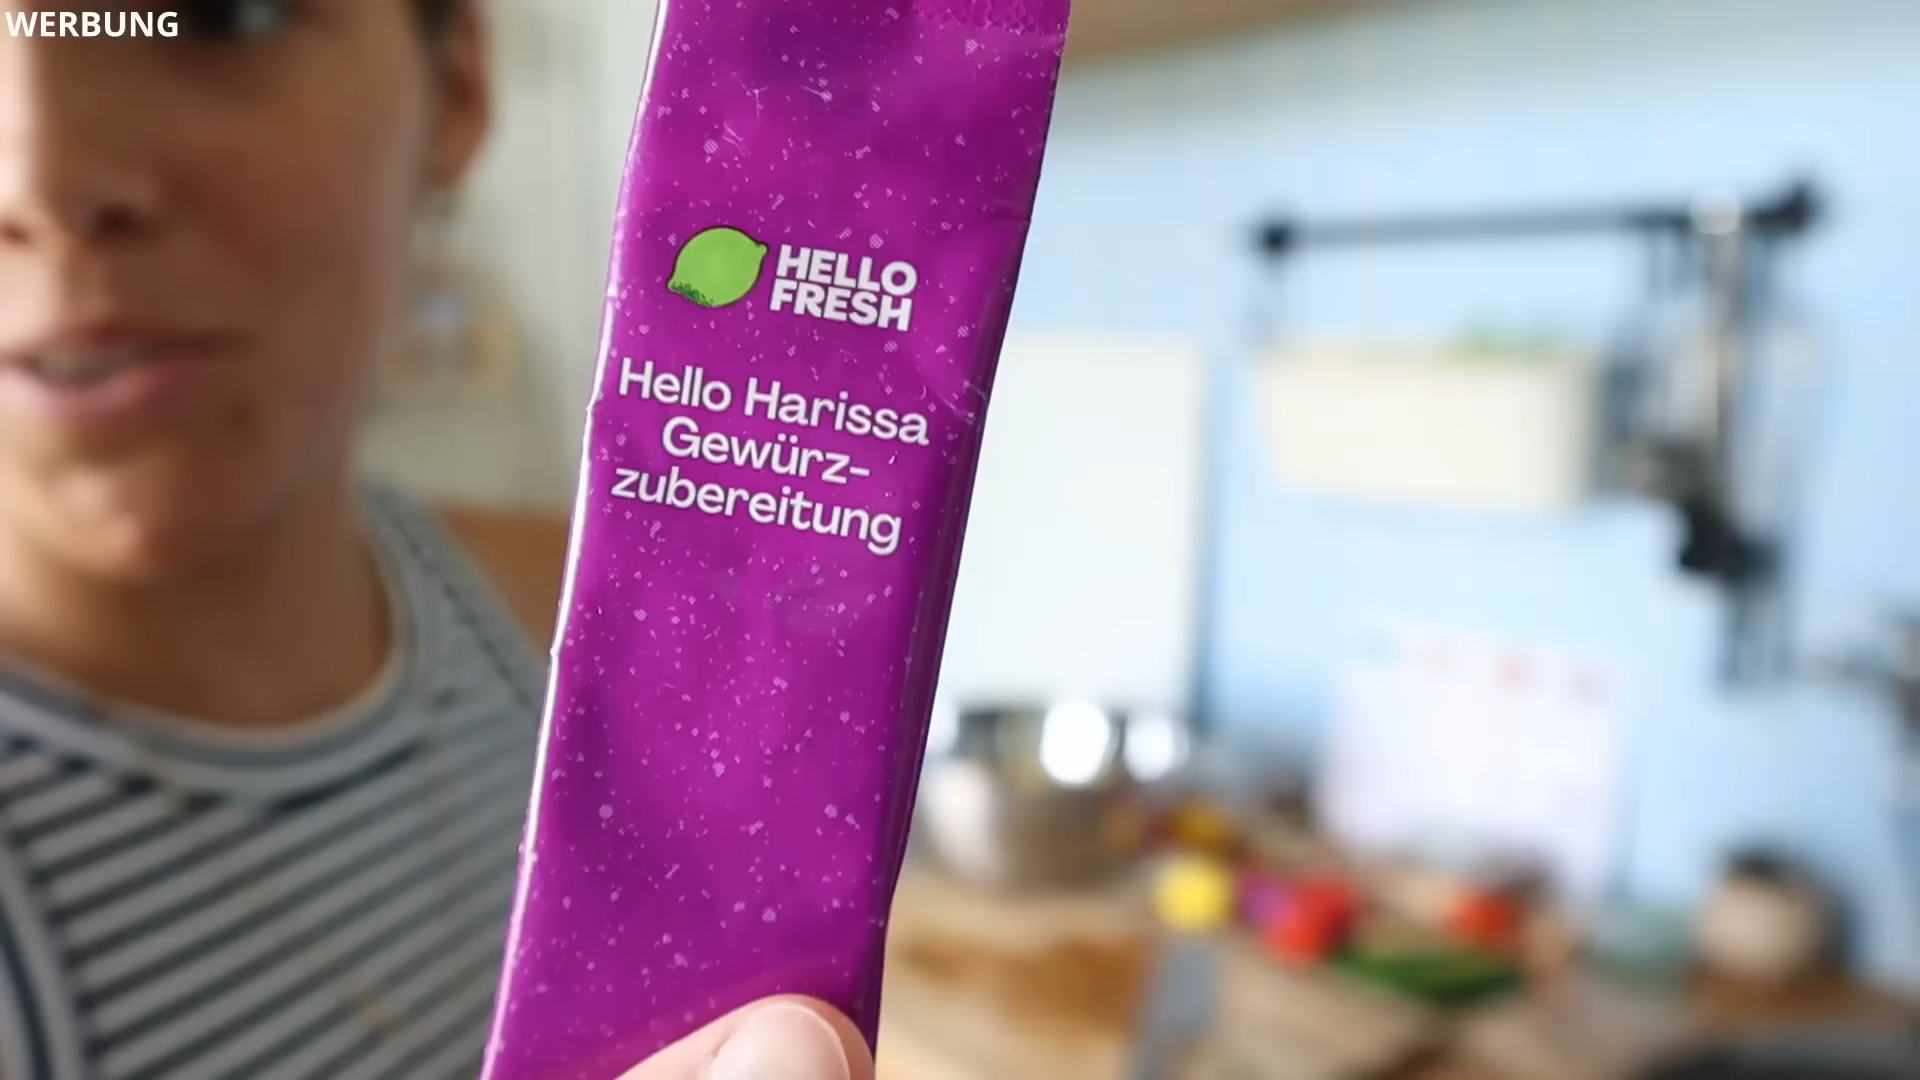 WERBUNG
HELLO
FRESH
Hello Harissa
Gewürz-
zubereitung